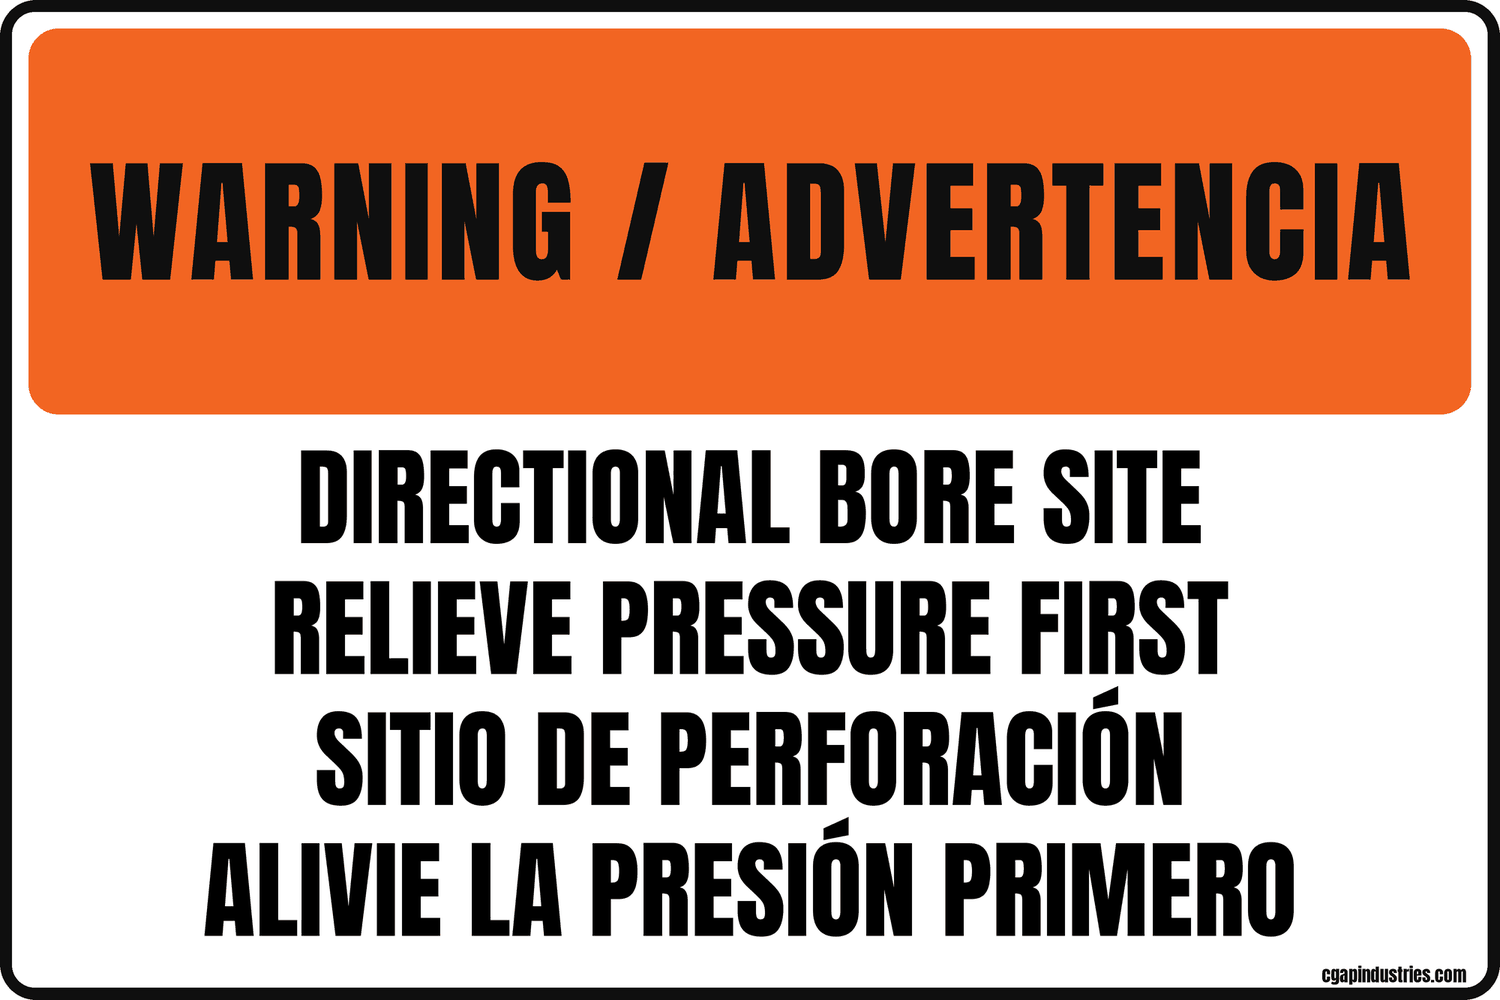 WARNING / ADVERTENCIA
DIRECTIONAL BORE SITE
RELIEVE PRESSURE FIRST
SITIO DE PERFORACIÓN
ALIVIE LA PRESIÓN PRIMERO
cgapindustries.com